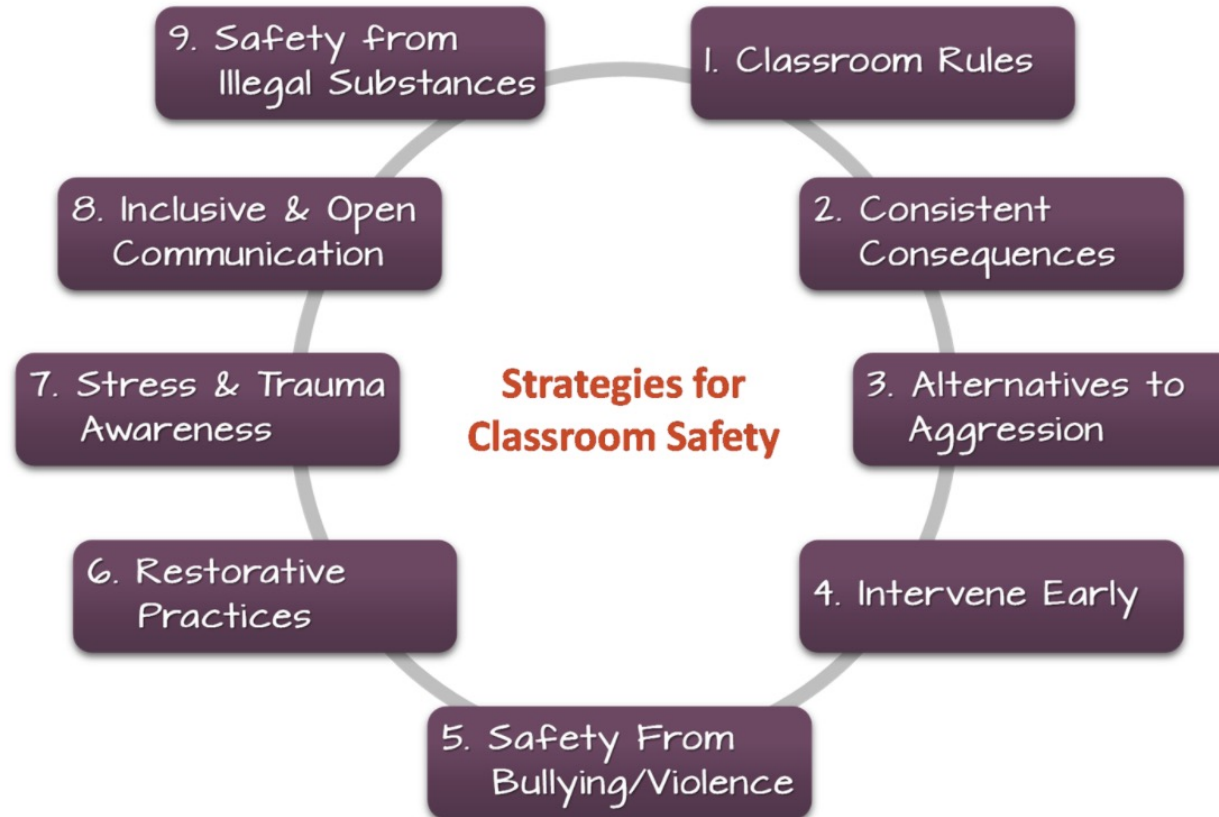 1. Classroom Rules
2. Consistent
Consequences
3. Alternatives to
Aggression
4. Intervene Early
5. Safety From
Bullying/Violence
6. Restorative
Practices
7. Stress & Trauma
Awareness
8. Inclusive & Open
Communication
9. Safety from
Illegal Substances
Strategies for
Classroom Safety